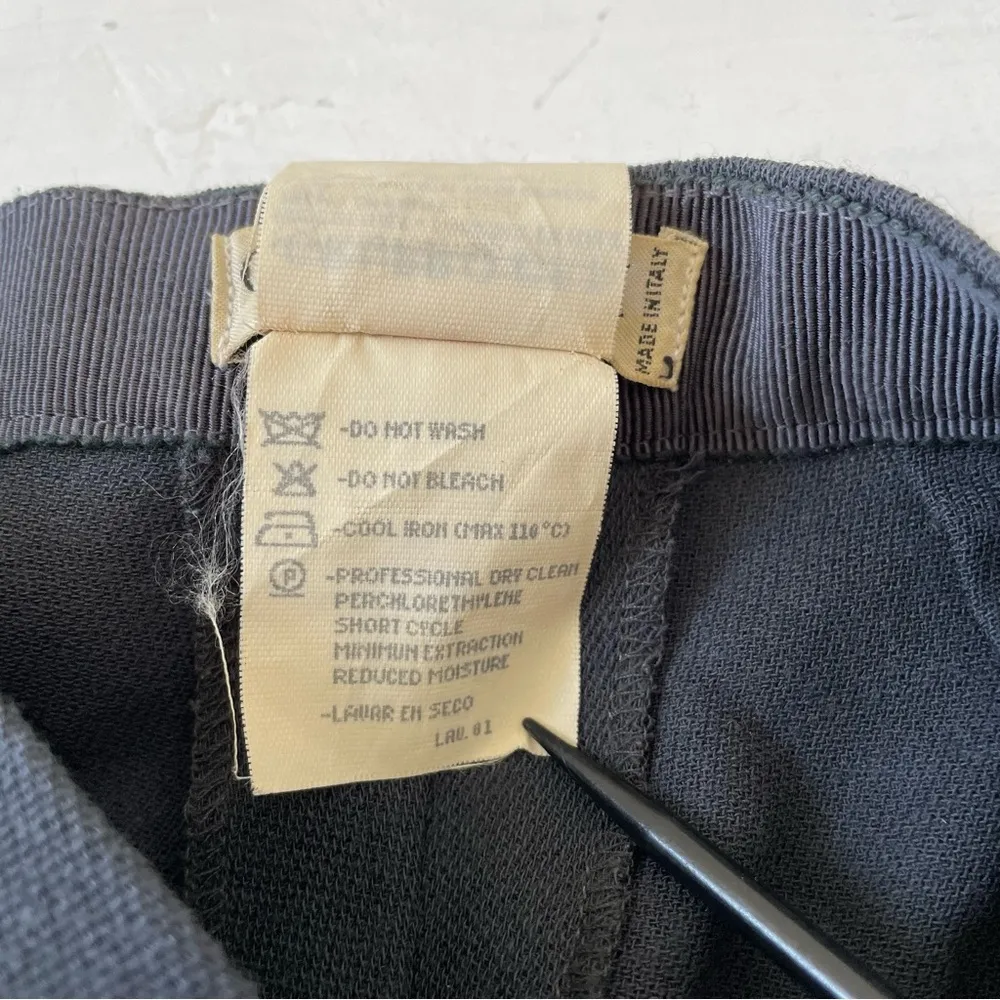 MADE IN ITALY
-DO NOT WASH
-DO NOT BLEACH
-COOL IRON (MAX 110°C)
P
-PROFESSIONAL DRY CLEAN
PERCHLORETHYLENE
SHORT CYCLE
MINIMUN EXTRACTION
REDUCED MOISTURE
-LAVAR EN SECO
LAV. 01